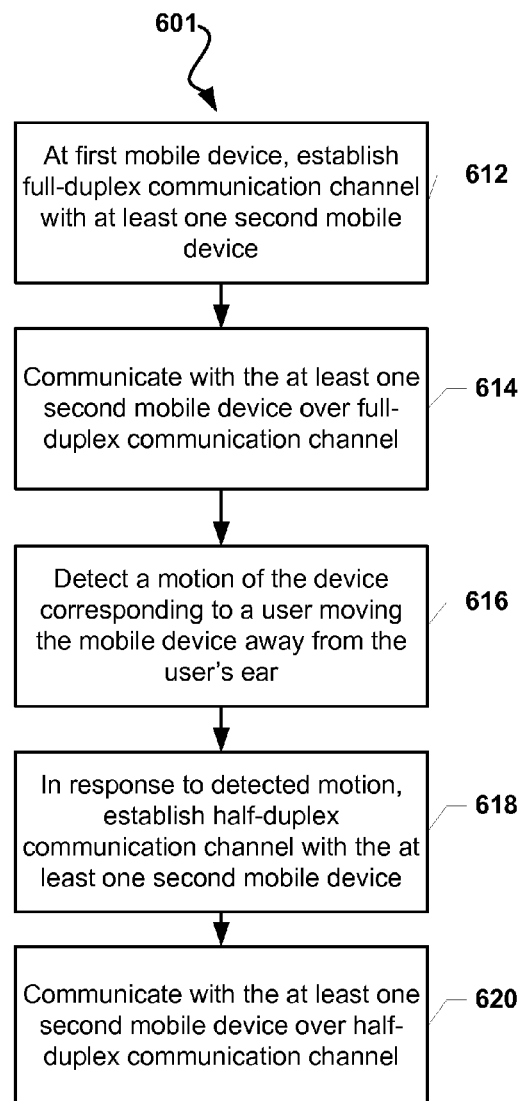 601
At first mobile device, establish
full-duplex communication channel
with at least one second mobile
device
612
Communicate with the at least one
second mobile device over full-
duplex communication channel
614
Detect a motion of the device
corresponding to a user moving
the mobile device away from the
user's ear
616
In response to detected motion,
establish half-duplex
communication channel with the at
least one second mobile device
618
Communicate with the at least one
second mobile device over half-
duplex communication channel
620